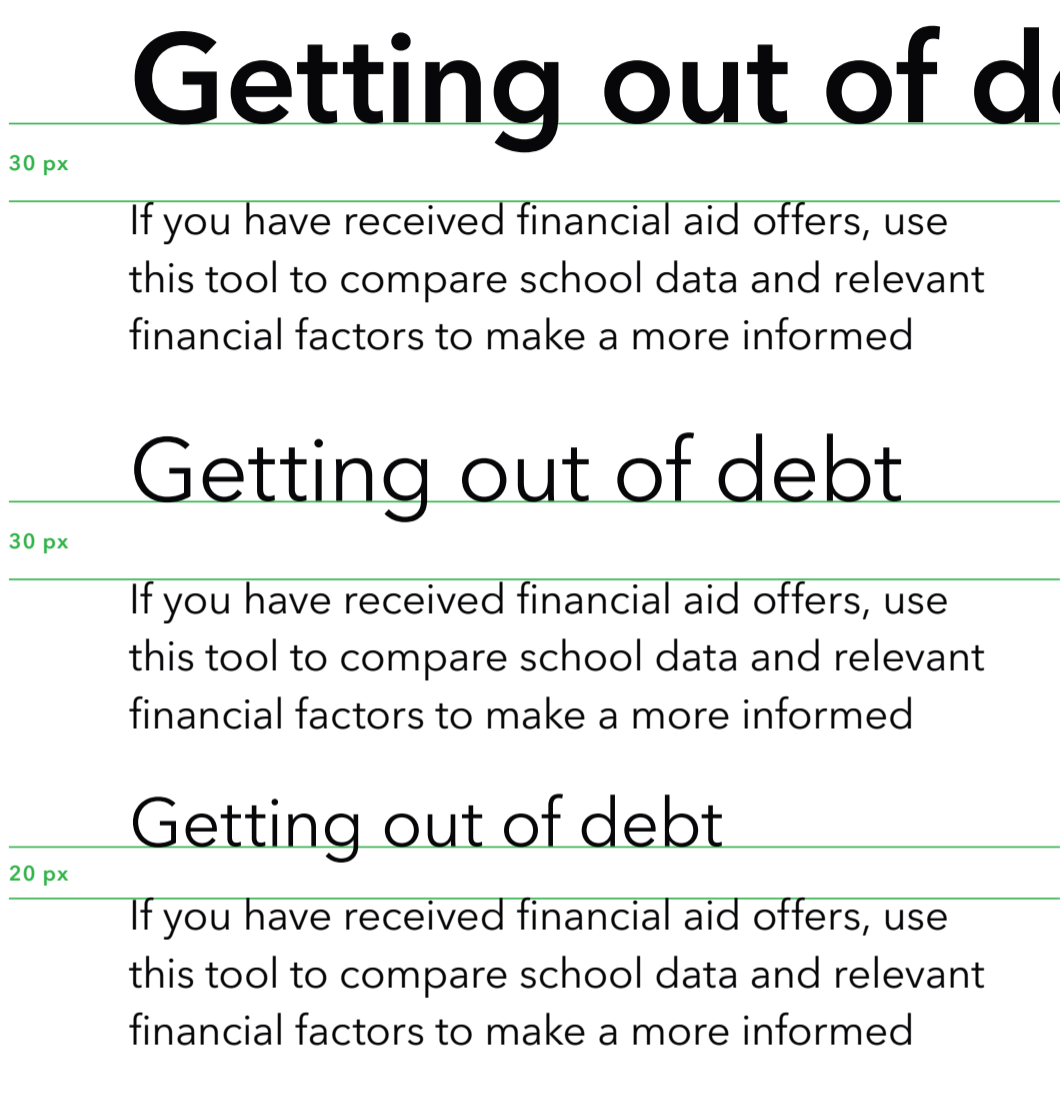 Getting out of de
30 px
If you have received financial aid offers, use
this tool to compare school data and relevant
financial factors to make a more informed
Getting out of debt
30 px
If you have received financial aid offers, use
this tool to compare school data and relevant
financial factors to make a more informed
Getting out of debt
20 px
If you have received financial aid offers, use
this tool to compare school data and relevant
financial factors to make a more informed